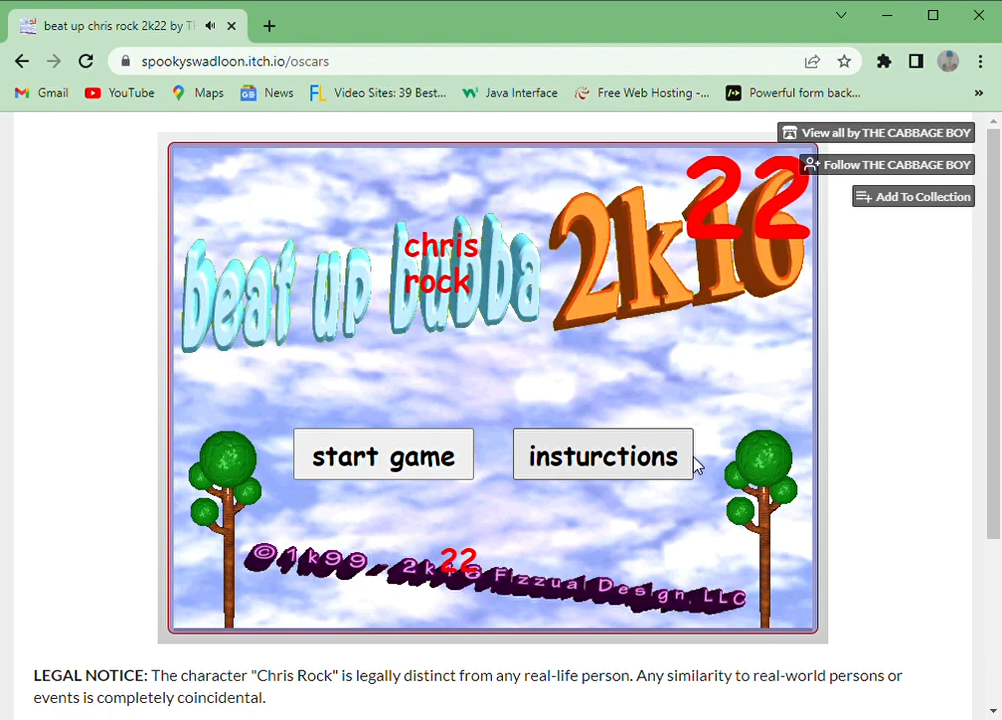 beat up chris rock 2k22 by Th
spookyswadloon.itch.io/oscars
Gmail YouTube Maps News Video Sites: 39 Best... Java Interface Free Web Hosting -... Powerful form back... »
View all by THE CABBAGE BOY
Follow THE CABBAGE BOY
Add To Collection
beat up bubba 2k16
chris
rock
22
start game insturctions
© 1k99 - 2k16 Fizzual Design, LLC
22
LEGAL NOTICE: The character "Chris Rock" is legally distinct from any real-life person. Any similarity to real-world persons or
events is completely coincidental.